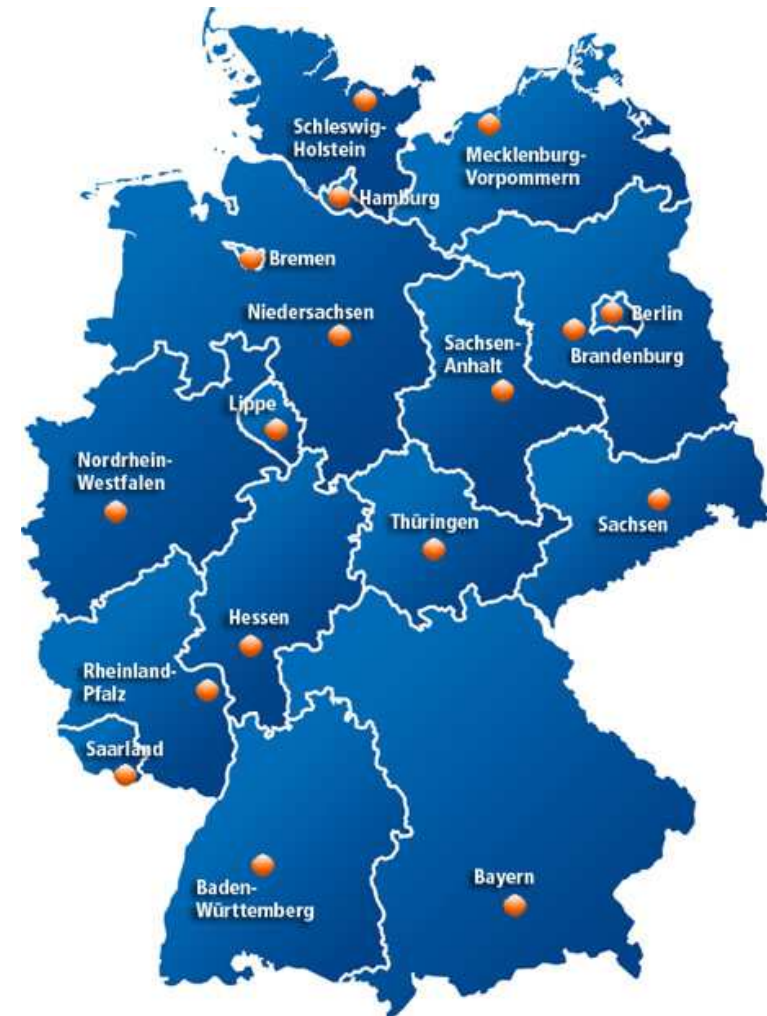 Schleswig-
Holstein
Mecklenburg-
Vorpommern
Hamburg
Bremen
Niedersachsen
Berlin
Brandenburg
Sachsen-
Anhalt
Lippe
Nordrhein-
Westfalen
Thüringen
Sachsen
Hessen
Rheinland-
Pfalz
Saarland
Baden-
Württemberg
Bayern